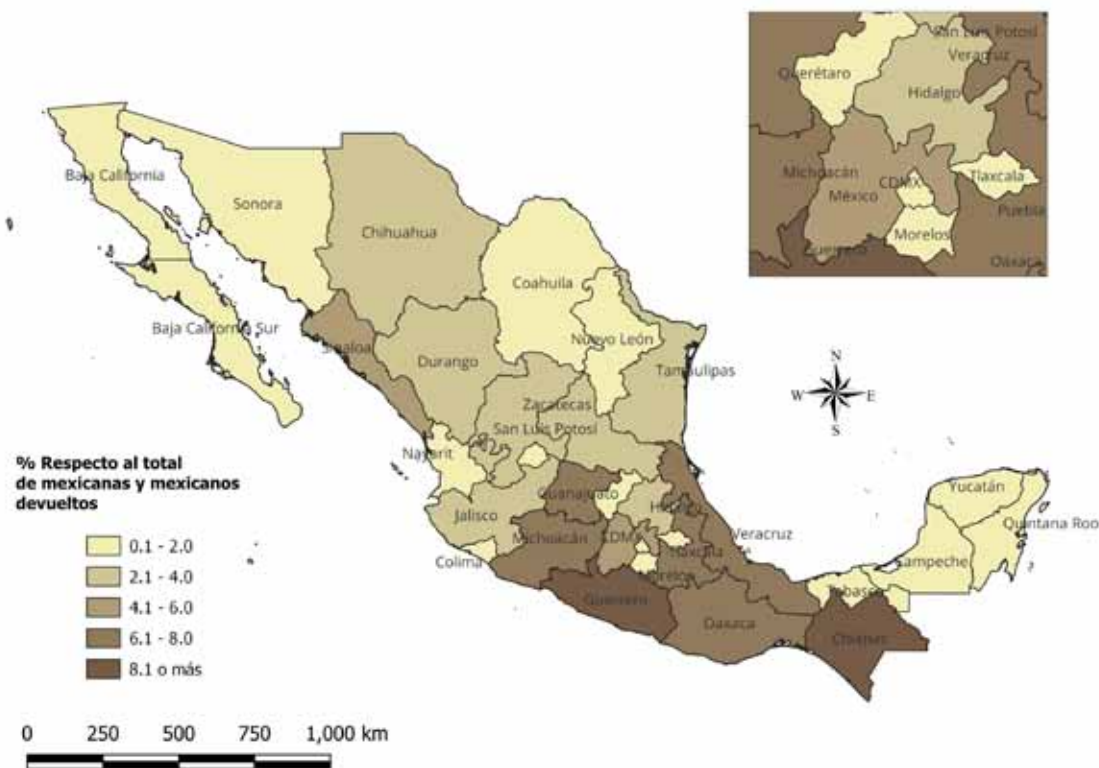 San Luis Potosí
Veracruz
Querétaro
Hidalgo
Michoacán
CDMX
Tlaxcala
México
Puebla
Morelos
Guerrero
Oaxaca
Baja California
Sonora
Chihuahua
Coahuila
Baja California Sur
Sinaloa
Nuevo León
Durango
Tamaulipas
Zacatecas
San Luis Potosí
Nayarit
N
W
E
S
% Respecto al total
de mexicanas y mexicanos
devueltos
0.1 - 2.0
2.1 - 4.0
4.1 - 6.0
6.1 - 8.0
8.1 o más
Guanajuato
Jalisco
Michoacán
CDMX
Veracruz
Tlaxcala
Colima
Morelos
Guerrero
Oaxaca
Yucatán
Quintana Roo
Campeche
Tabasco
Chiapas
0 250 500 750 1,000 km